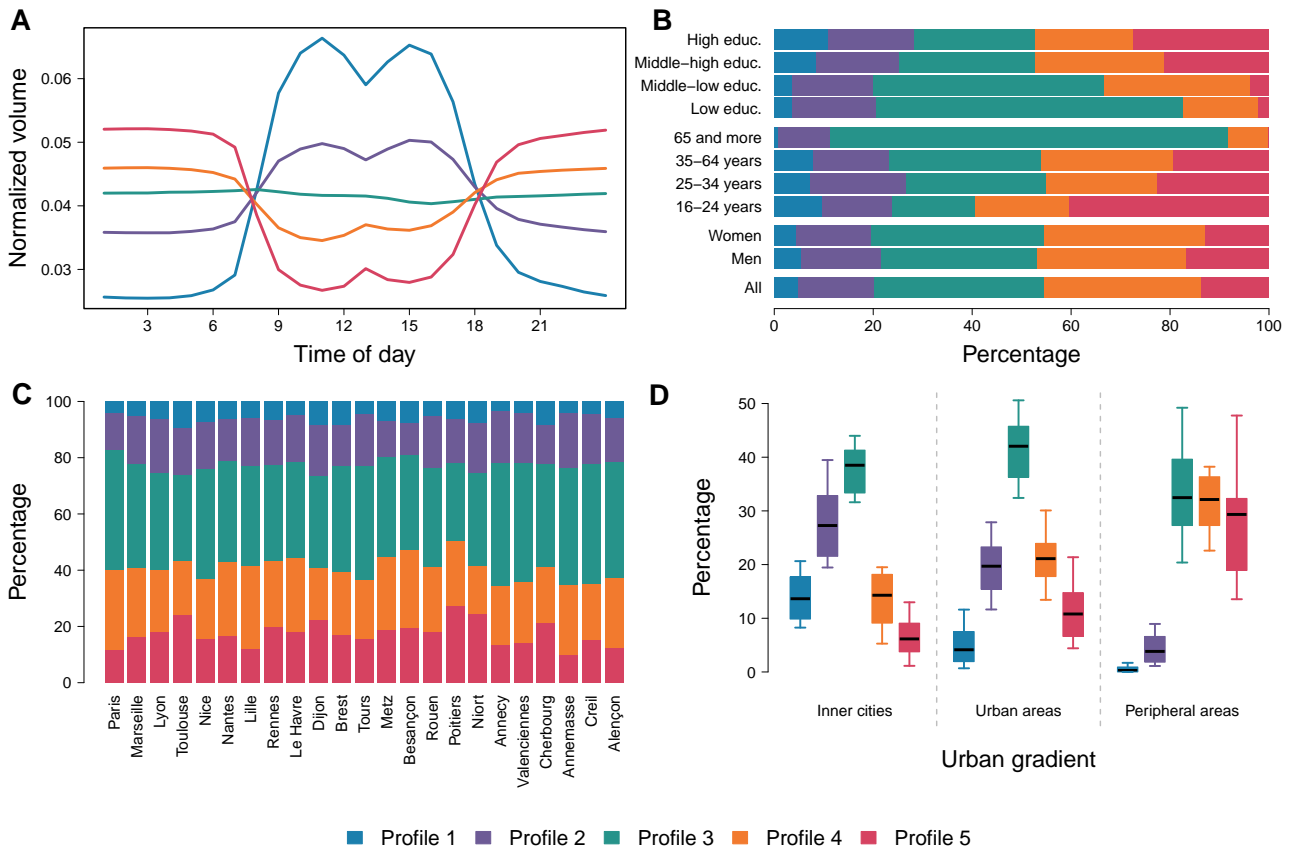 A
Normalized volume
0.06
0.05
0.04
0.03
3 6 9 12 15 18 21
Time of day
B
High educ.
Middle−high educ.
Middle−low educ.
Low educ.
65 and more
35−64 years
25−34 years
16−24 years
Women
Men
All
0 20 40 60 80 100
Percentage
C
Percentage
100
80
60
40
20
0
Paris
Marseille
Lyon
Toulouse
Nice
Nantes
Lille
Rennes
Le Havre
Dijon
Brest
Tours
Metz
Besançon
Rouen
Poitiers
Niort
Annecy
Valenciennes
Cherbourg
Annemasse
Creil
Alençon
D
Percentage
50
40
30
20
10
0
Inner cities Urban areas Peripheral areas
Urban gradient
Profile 1 Profile 2 Profile 3 Profile 4 Profile 5